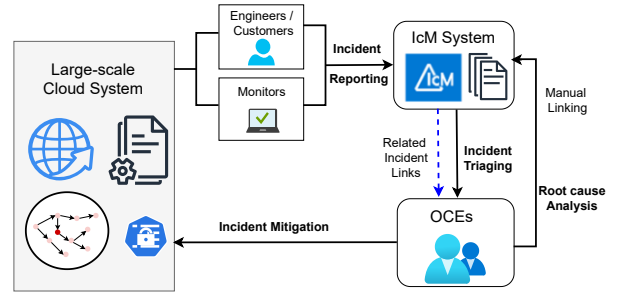 Large-scale
Cloud System
Engineers /
Customers
Monitors
Incident
Reporting
IcM System
IcM
Related
Incident
Links
Incident
Triaging
Manual
Linking
Root cause
Analysis
OCEs
Incident Mitigation